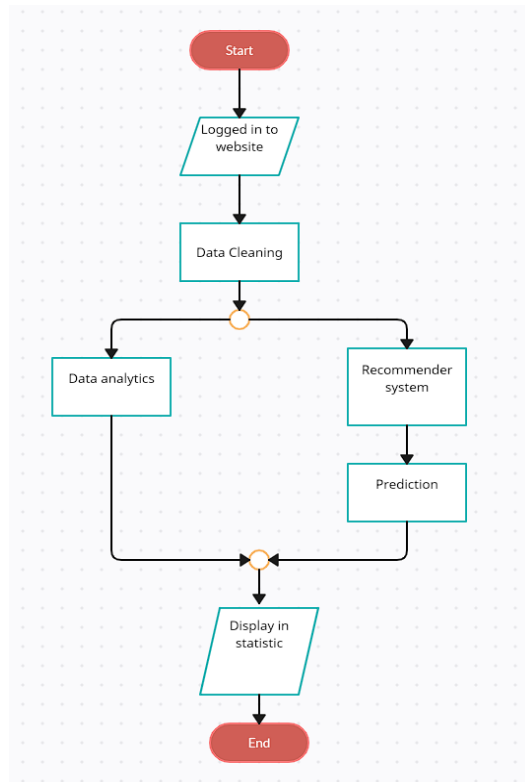 Start
Logged in to
website
Data Cleaning
Data analytics
Recommender
system
Prediction
Display in
statistic
End